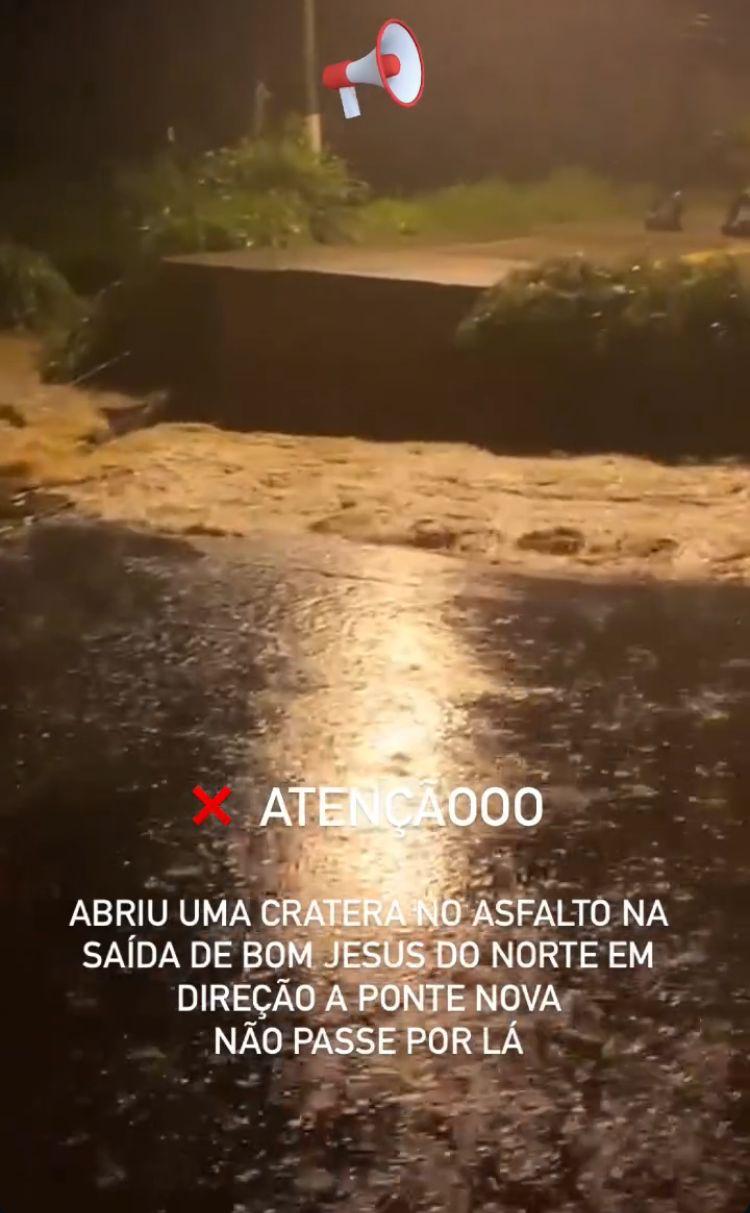 ATENÇÃOOO
ABRIU UMA CRATERA NO ASFALTO NA
SAÍDA DE BOM JESUS DO NORTE EM
DIREÇÃO A PONTE NOVA
NÃO PASSE POR LÁ